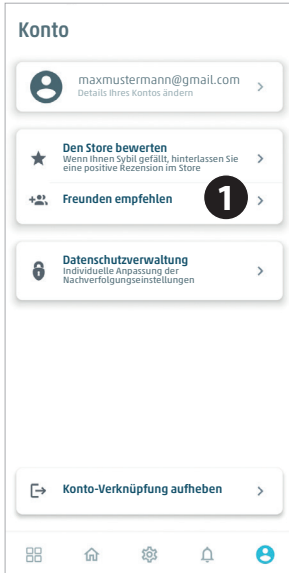 Konto
maxmustermann@gmail.com
Details Ihres Kontos ändern
Den Store bewerten
Wenn Ihnen Sybil gefällt, hinterlassen Sie
eine positive Rezension im Store
Freunden empfehlen
1
Datenschutzverwaltung
Individuelle Anpassung der
Nachverfolgungseinstellungen
Konto-Verknüpfung aufheben